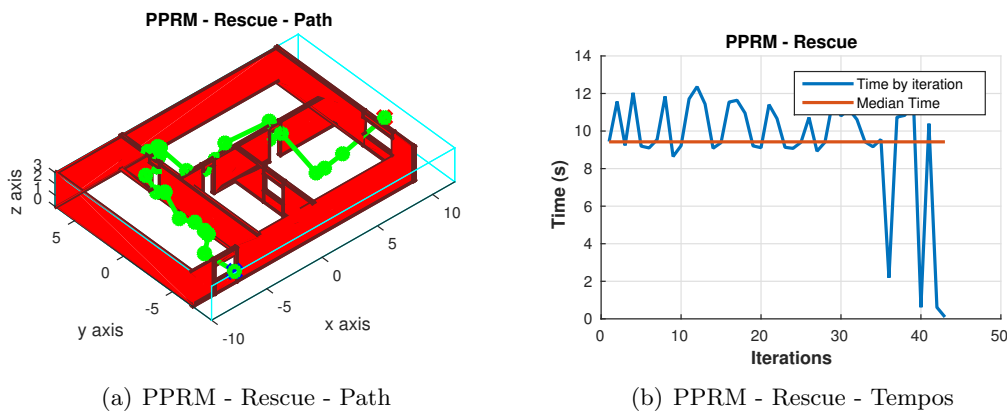 PPRM - Rescue - Path
3
2
1
0
z axis
5
0
-5
y axis
-10
-5
0
5
10
x axis
PPRM - Rescue
14
12
10
8
6
4
2
0
Time (s)
0
10
20
30
40
50
Iterations
Time by iteration
Median Time
(a) PPRM - Rescue - Path
(b) PPRM - Rescue - Tempos